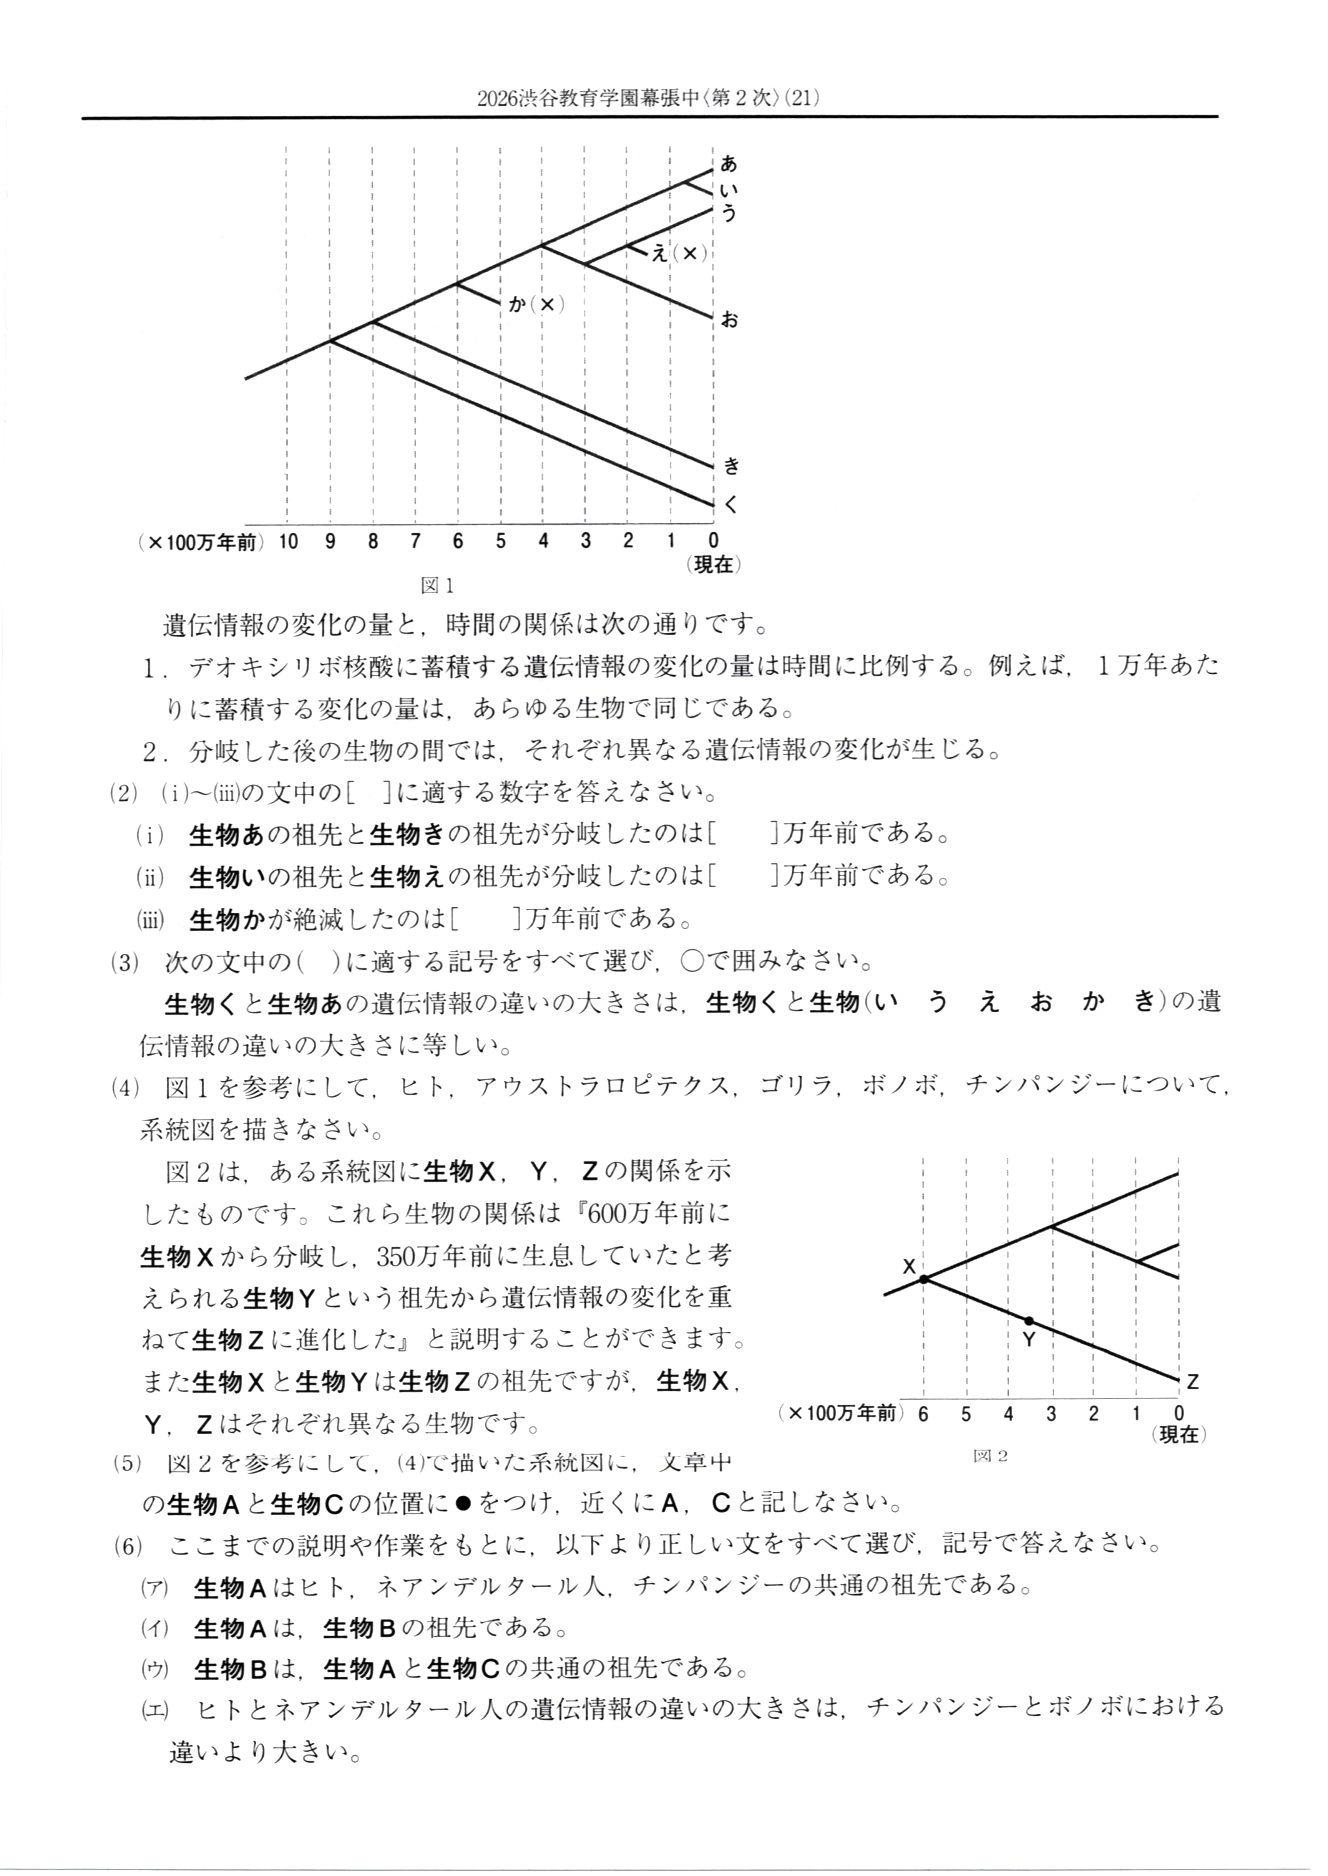 2026渋谷教育学園幕張中〈第2次〉(21)
あ
い
う
え(×)
か(×)
お
き
く
(×100万年前) 10 9 8 7 6 5 4 3 2 1 0
(現在)
図1
遺伝情報の変化の量と，時間の関係は次の通りです。
1．デオキシリボ核酸に蓄積する遺伝情報の変化の量は時間に比例する。例えば，1万年あた
りに蓄積する変化の量は，あらゆる生物で同じである。
2．分岐した後の生物の間では，それぞれ異なる遺伝情報の変化が生じる。
(2) (i)～(iii)の文中の[　]に適する数字を答えなさい。
(i) 生物あの祖先と生物きの祖先が分岐したのは[　　]万年前である。
(ii) 生物いの祖先と生物えの祖先が分岐したのは[　　]万年前である。
(iii) 生物かが絶滅したのは[　　]万年前である。
(3) 次の文中の(　)に適する記号をすべて選び，○で囲みなさい。
生物くと生物あの遺伝情報の違いの大きさは，生物くと生物(い　う　え　お　か　き)の遺
伝情報の違いの大きさに等しい。
(4) 図1を参考にして，ヒト，アウストラロピテクス，ゴリラ，ボノボ，チンパンジーについて，
系統図を描きなさい。
図2は，ある系統図に生物X，Y，Zの関係を示
したものです。これら生物の関係は『600万年前に
生物Xから分岐し，350万年前に生息していたと考
えられる生物Yという祖先から遺伝情報の変化を重
ねて生物Zに進化した』と説明することができます。
また生物Xと生物Yは生物Zの祖先ですが，生物X，
Y，Zはそれぞれ異なる生物です。
X
Y
Z
(×100万年前) 6 5 4 3 2 1 0
(現在)
図2
(5) 図2を参考にして，(4)で描いた系統図に，文章中
の生物Aと生物Cの位置に●をつけ，近くにA，Cと記しなさい。
(6) ここまでの説明や作業をもとに，以下より正しい文をすべて選び，記号で答えなさい。
(ア) 生物Aはヒト，ネアンデルタール人，チンパンジーの共通の祖先である。
(イ) 生物Aは，生物Bの祖先である。
(ウ) 生物Bは，生物Aと生物Cの共通の祖先である。
(エ) ヒトとネアンデルタール人の遺伝情報の違いの大きさは，チンパンジーとボノボにおける
違いより大きい。